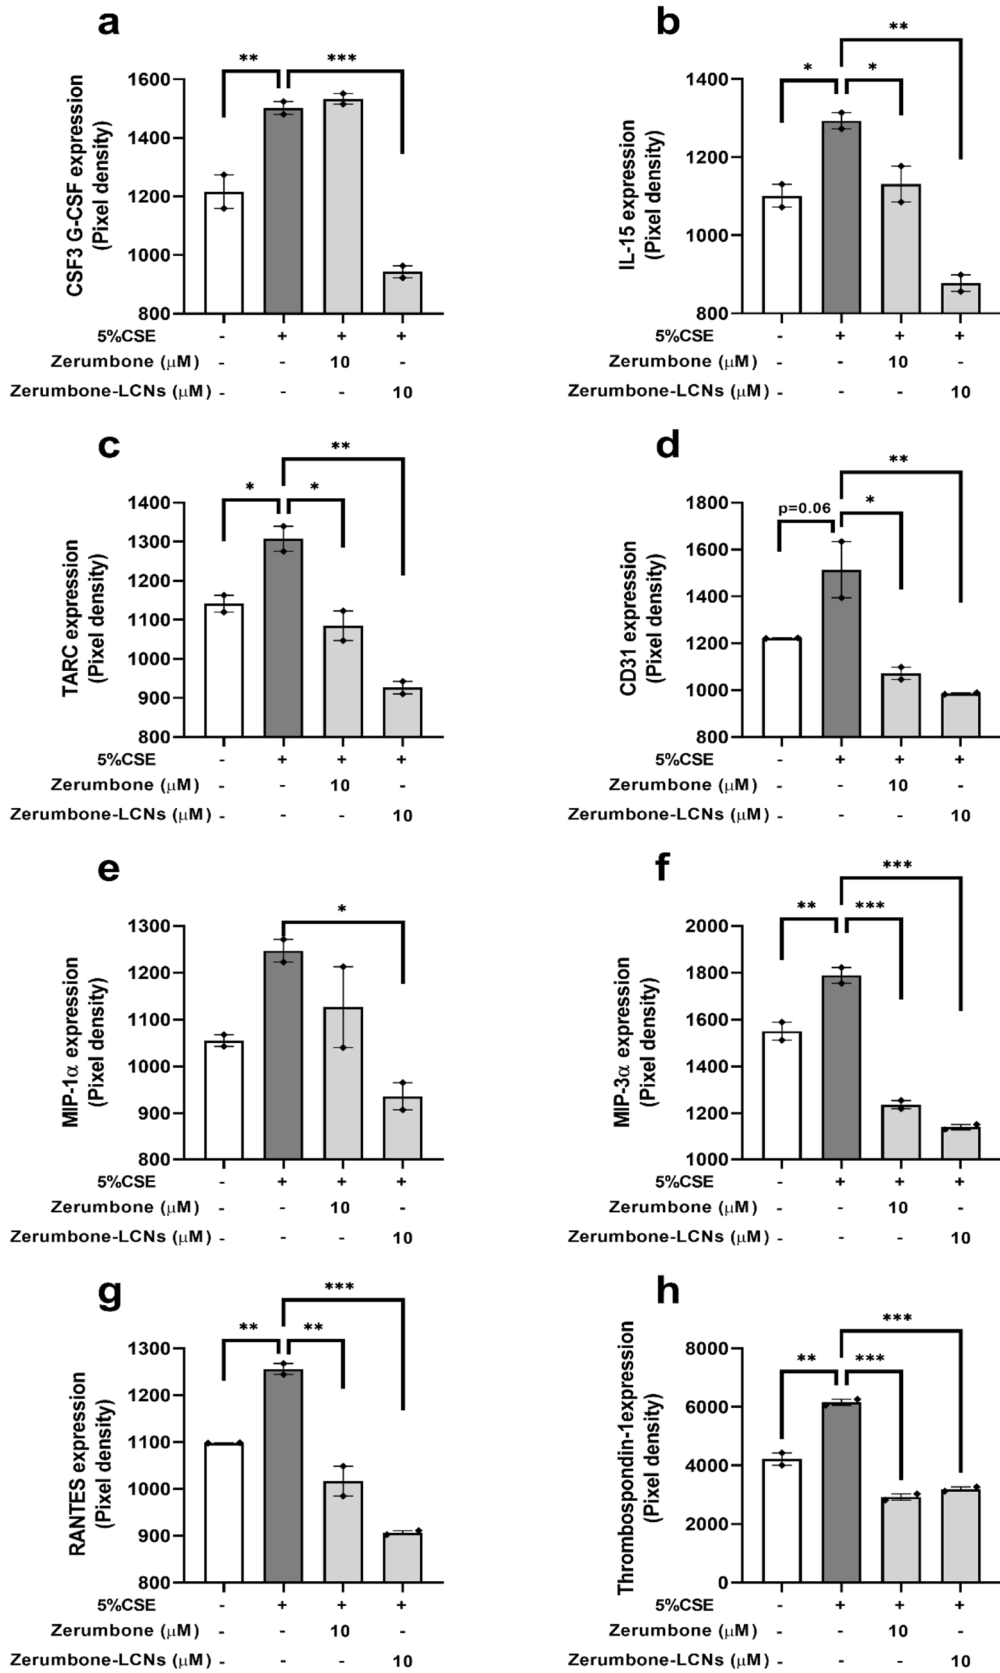 a
** ***
CSF3 G-CSF expression
(Pixel density)
1600
1400
1200
1000
800
5%CSE - + + +
Zerumbone (μM) - - 10 -
Zerumbone-LCNs (μM) - - - 10
b
**
* *
IL-15 expression
(Pixel density)
1400
1200
1000
800
5%CSE - + + +
Zerumbone (μM) - - 10 -
Zerumbone-LCNs (μM) - - - 10
c
**
* *
TARC expression
(Pixel density)
1400
1300
1200
1100
1000
900
800
5%CSE - + + +
Zerumbone (μM) - - 10 -
Zerumbone-LCNs (μM) - - - 10
d
**
p=0.06 *
CD31 expression
(Pixel density)
1800
1600
1400
1200
1000
800
5%CSE - + + +
Zerumbone (μM) - - 10 -
Zerumbone-LCNs (μM) - - - 10
e
*
MIP-1α expression
(Pixel density)
1300
1200
1100
1000
900
800
5%CSE - + + +
Zerumbone (μM) - - 10 -
Zerumbone-LCNs (μM) - - - 10
f
***
** ***
MIP-3α expression
(Pixel density)
2000
1800
1600
1400
1200
1000
5%CSE - + + +
Zerumbone (μM) - - 10 -
Zerumbone-LCNs (μM) - - - 10
g
***
** **
RANTES expression
(Pixel density)
1300
1200
1100
1000
900
800
5%CSE - + + +
Zerumbone (μM) - - 10 -
Zerumbone-LCNs (μM) - - - 10
h
***
** ***
Thrombospondin-1expression
(Pixel density)
8000
6000
4000
2000
0
5%CSE - + + +
Zerumbone (μM) - - 10 -
Zerumbone-LCNs (μM) - - - 10